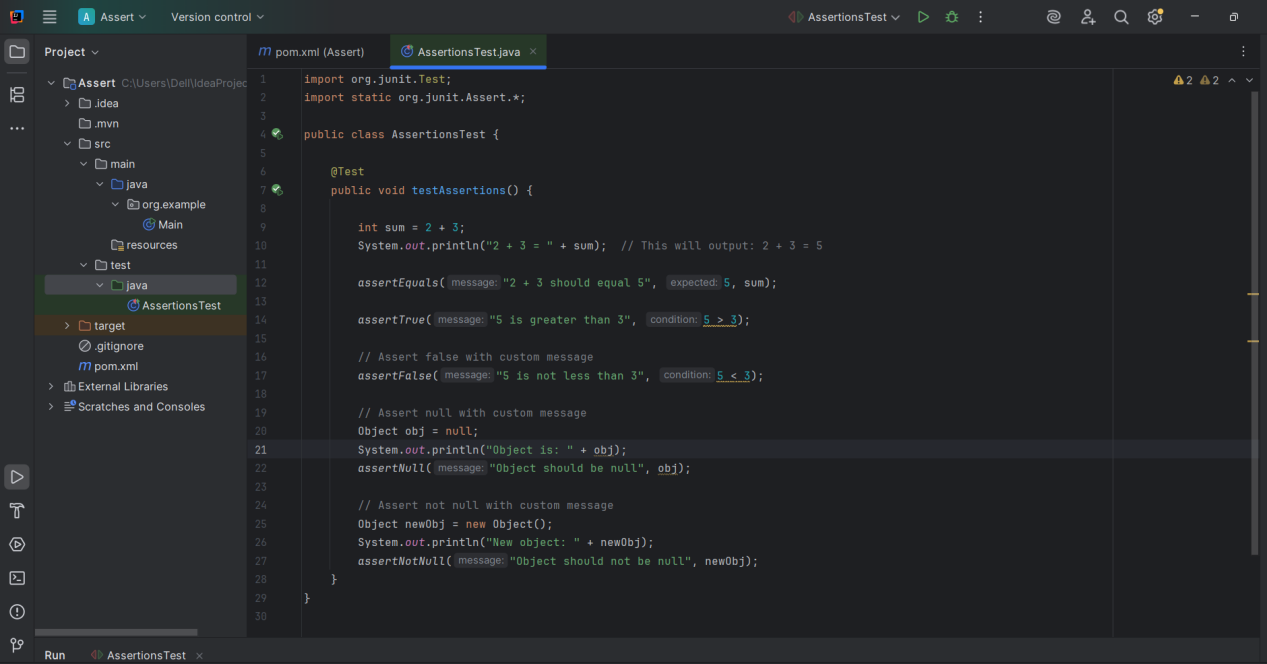 A Assert Version control AssertionsTest
Project
pom.xml (Assert) AssertionsTest.java
Assert C:\Users\Dell\IdeaProjec
.idea
.mvn
src
main
java
org.example
Main
resources
test
java
AssertionsTest
target
.gitignore
pom.xml
External Libraries
Scratches and Consoles
2 2
1 import org.junit.Test;
2 import static org.junit.Assert.*;
3
4 public class AssertionsTest {
5
6 @Test
7 public void testAssertions() {
8
9 int sum = 2 + 3;
10 System.out.println("2 + 3 = " + sum); // This will output: 2 + 3 = 5
11
12 assertEquals( message: "2 + 3 should equal 5", expected: 5, sum);
13
14 assertTrue( message: "5 is greater than 3", condition: 5 > 3);
15
16 // Assert false with custom message
17 assertFalse( message: "5 is not less than 3", condition: 5 < 3);
18
19 // Assert null with custom message
20 Object obj = null;
21 System.out.println("Object is: " + obj);
22 assertNull( message: "Object should be null", obj);
23
24 // Assert not null with custom message
25 Object newObj = new Object();
26 System.out.println("New object: " + newObj);
27 assertNotNull( message: "Object should not be null", newObj);
28 }
29 }
30
Run AssertionsTest